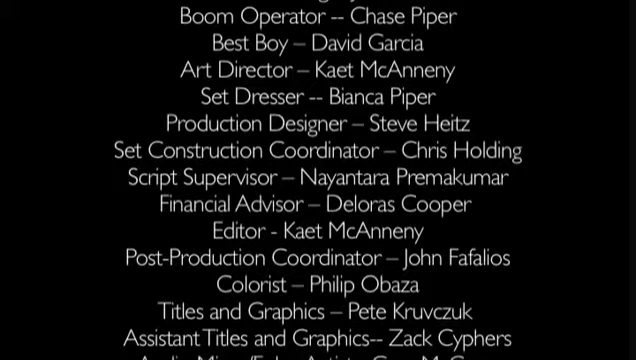 Boom Operator -- Chase Piper
Best Boy – David Garcia
Art Director – Kaet McAnneny
Set Dresser -- Bianca Piper
Production Designer – Steve Heitz
Set Construction Coordinator – Chris Holding
Script Supervisor – Nayantara Premakumar
Financial Advisor – Deloras Cooper
Editor - Kaet McAnneny
Post-Production Coordinator – John Fafalios
Colorist – Philip Obaza
Titles and Graphics – Pete Kruvczuk
Assistant Titles and Graphics-- Zack Cyphers